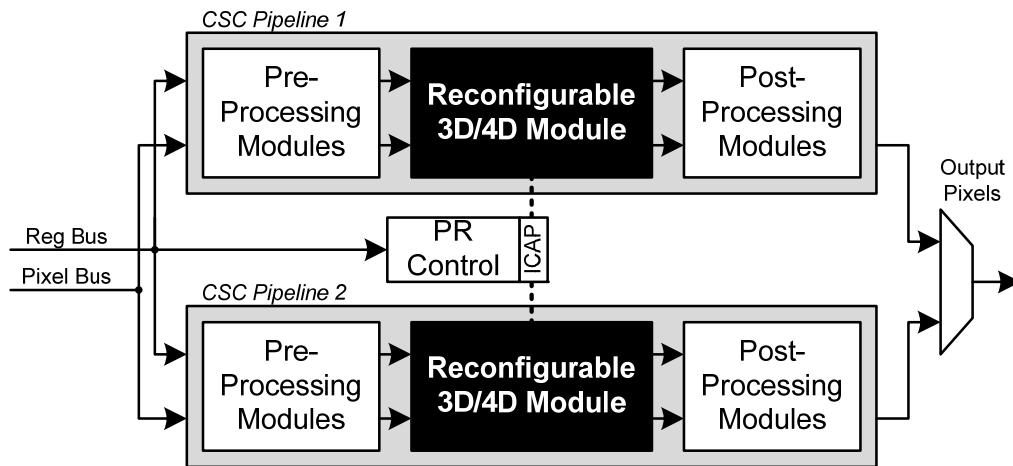 CSC Pipeline 1
Pre-
Processing
Modules
Reconfigurable
3D/4D Module
Post-
Processing
Modules
Output
Pixels
Reg Bus
PR
Control
ICAP
Pixel Bus
CSC Pipeline 2
Pre-
Processing
Modules
Reconfigurable
3D/4D Module
Post-
Processing
Modules